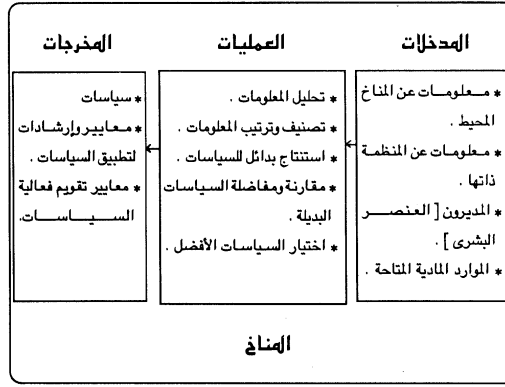 المدخلات
* معلومات عن المناخ
المحيط .
* معلومات عن المنظمة
ذاتها .
* المديرون [ العنصر
البشرى ] .
* الموارد المادية المتاحة .
العمليات
* تحليل المعلومات .
* تصنيف وترتيب المعلومات .
* استنتاج بدائل للسياسات .
* مقارنة ومفاضلة السياسات
البديلة .
* اختيار السياسات الأفضل .
المخرجات
* سياسات
* معايير وإرشادات
لتطبيق السياسات .
* معايير تقويم فعالية
السياسات.
المناخ